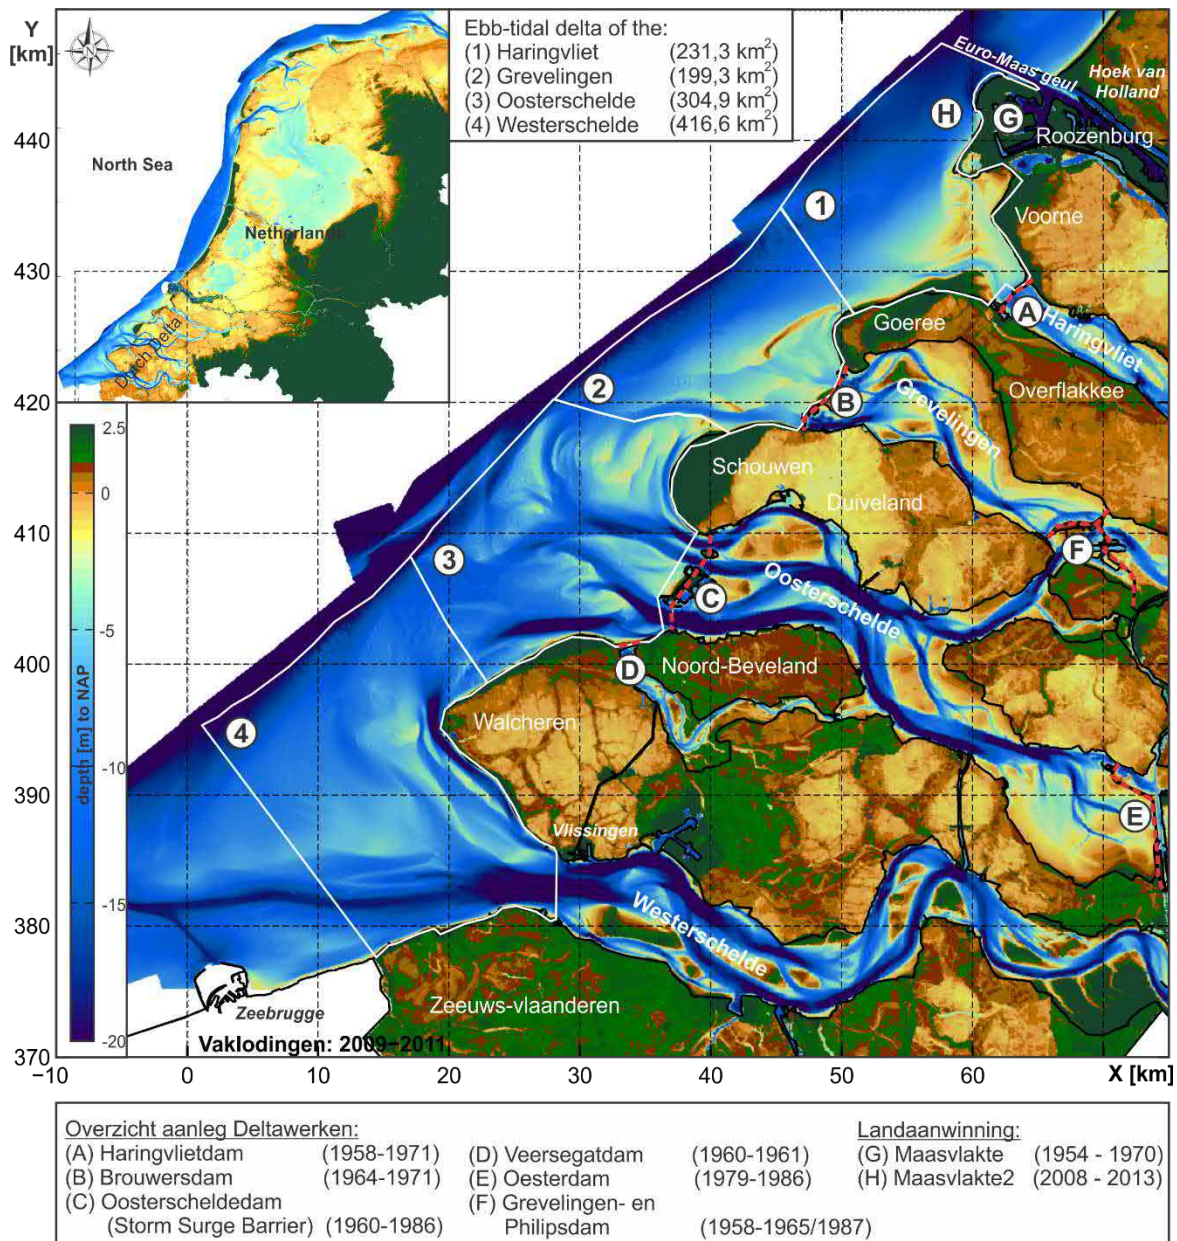 Y
[km]
N
North Sea
Netherlands
Dutch Delta
Ebb-tidal delta of the:
(1) Haringvliet (231,3 km²)
(2) Grevelingen (199,3 km²)
(3) Oosterschelde (304,9 km²)
(4) Westerschelde (416,6 km²)
Euro-Maas geul
Hoek van
Holland
H
G
Roozenburg
440
1
Voorne
430
A
Haringvliet
Goeree
2
B
Grevelingen
Overflakkee
420
2.5
0
-5
-10
-15
-20
depth [m] to NAP
Schouwen
Duiveland
410
3
F
Oosterschelde
C
400
D
Noord-Beveland
Walcheren
4
390
Vlissingen
E
380
Westerschelde
Zeebrugge
Zeeuws-vlaanderen
Vaklodingen: 2009-2011
370
-10 0 10 20 30 40 50 60 X [km]
Overzicht aanleg Deltawerken:
(A) Haringvlietdam (1958-1971)
(B) Brouwersdam (1964-1971)
(C) Oosterscheldedam
(Storm Surge Barrier) (1960-1986)
(D) Veersegatdam (1960-1961)
(E) Oesterdam (1979-1986)
(F) Grevelingen- en
Philipsdam (1958-1965/1987)
Landaanwinning:
(G) Maasvlakte (1954 - 1970)
(H) Maasvlakte2 (2008 - 2013)